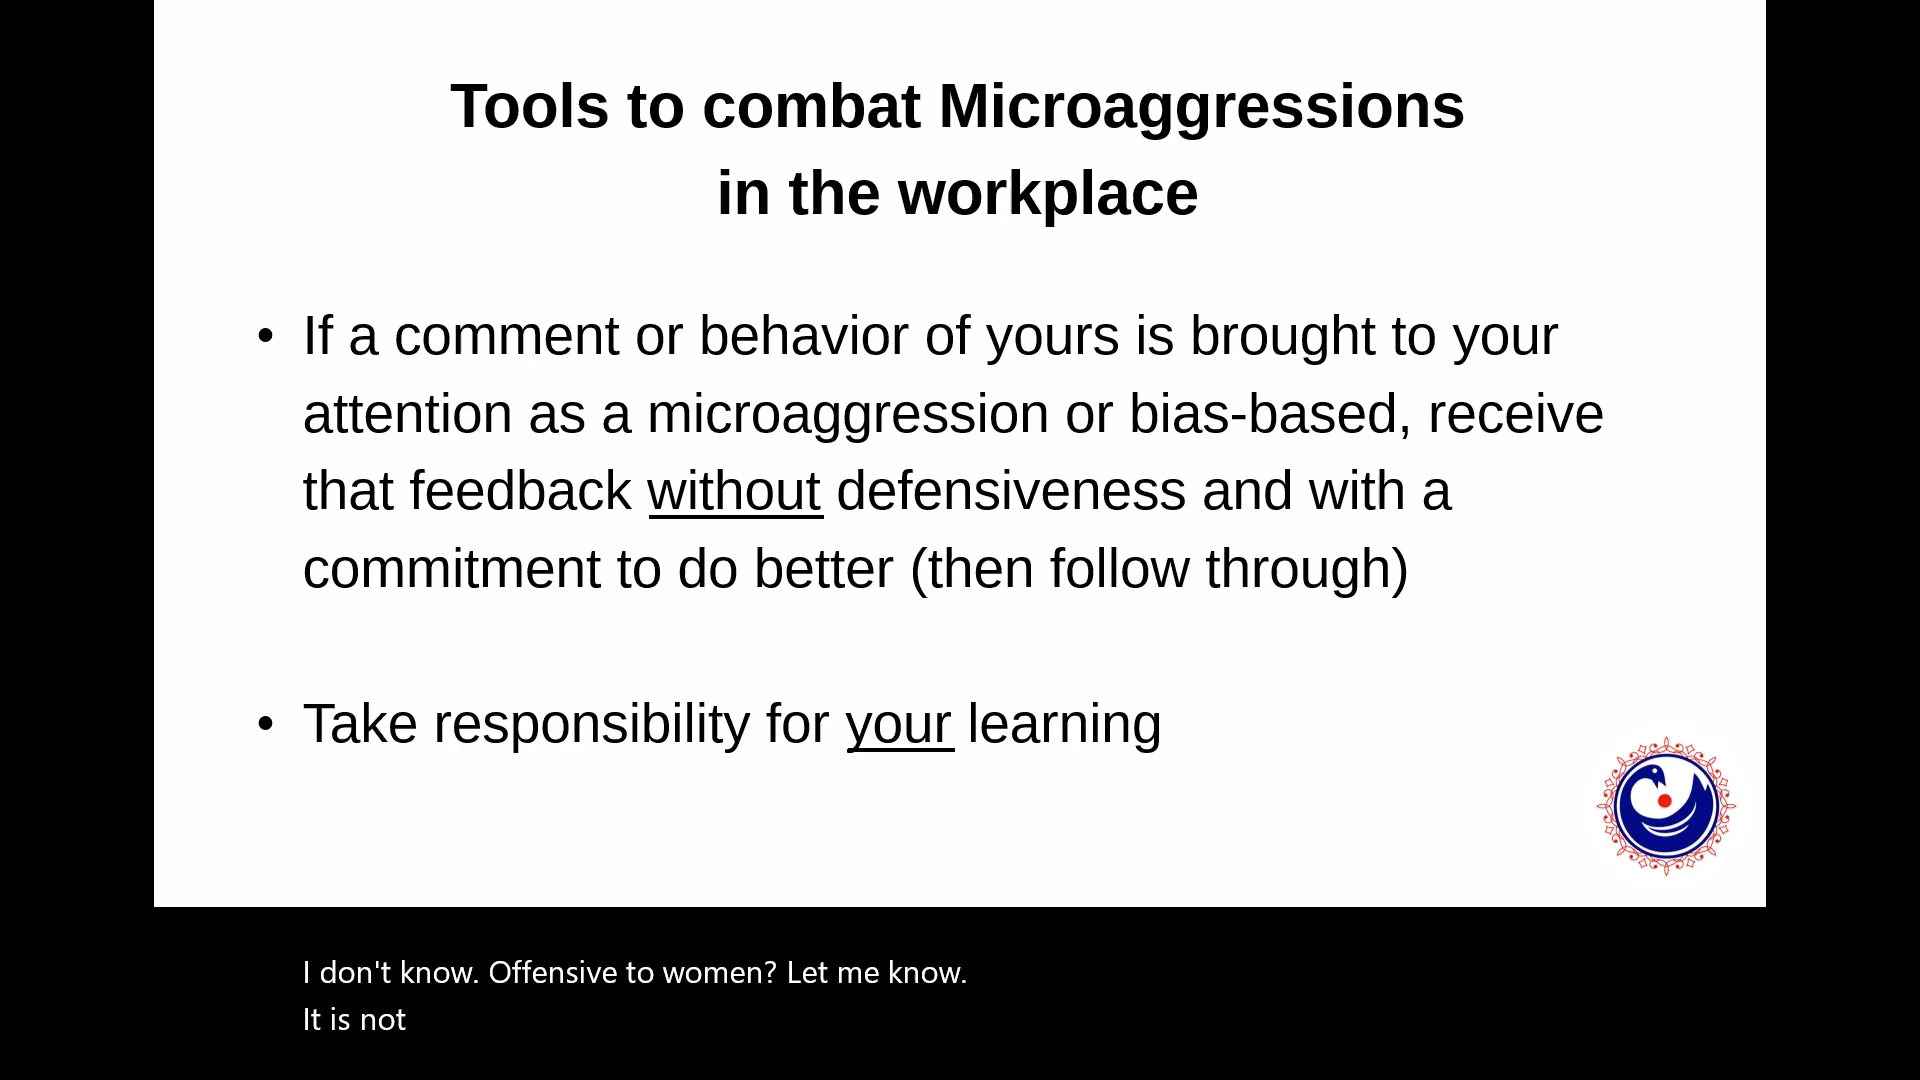 Tools to combat Microaggressions
in the workplace
• If a comment or behavior of yours is brought to your
attention as a microaggression or bias-based, receive
that feedback without defensiveness and with a
commitment to do better (then follow through)
• Take responsibility for your learning
I don't know. Offensive to women? Let me know.
It is not